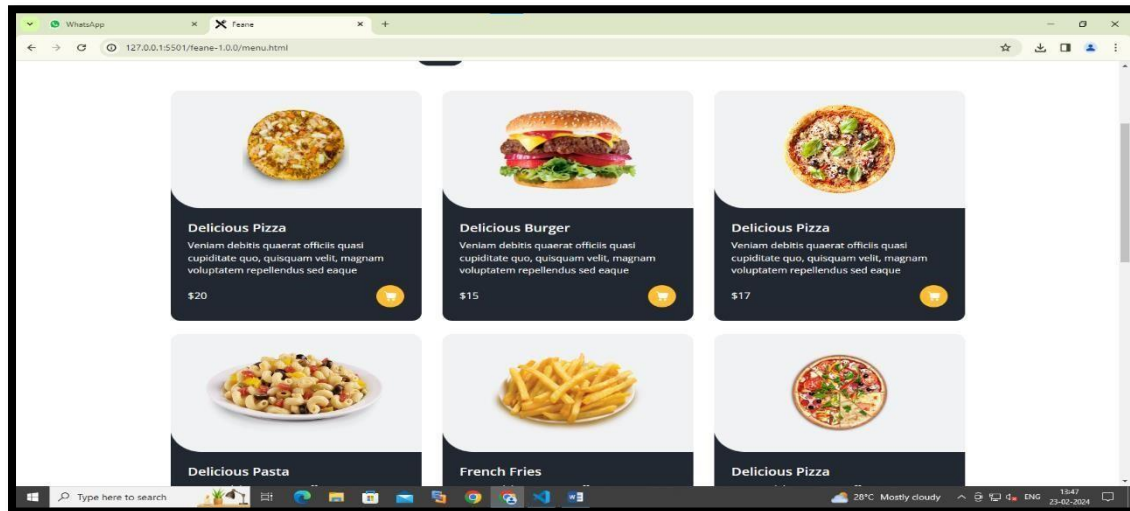 WhatsApp
Feane
127.0.0.1:5501/feane-1.0.0/menu.html
Delicious Pizza
Veniam debitis quaerat officiis quasi
cupiditate quo, quisquam velit, magnam
voluptatem repellendus sed eaque
$20
Delicious Burger
Veniam debitis quaerat officiis quasi
cupiditate quo, quisquam velit, magnam
voluptatem repellendus sed eaque
$15
Delicious Pizza
Veniam debitis quaerat officiis quasi
cupiditate quo, quisquam velit, magnam
voluptatem repellendus sed eaque
$17
Delicious Pasta
French Fries
Delicious Pizza
Type here to search
28°C Mostly cloudy
ENG
13:47
23-02-2024